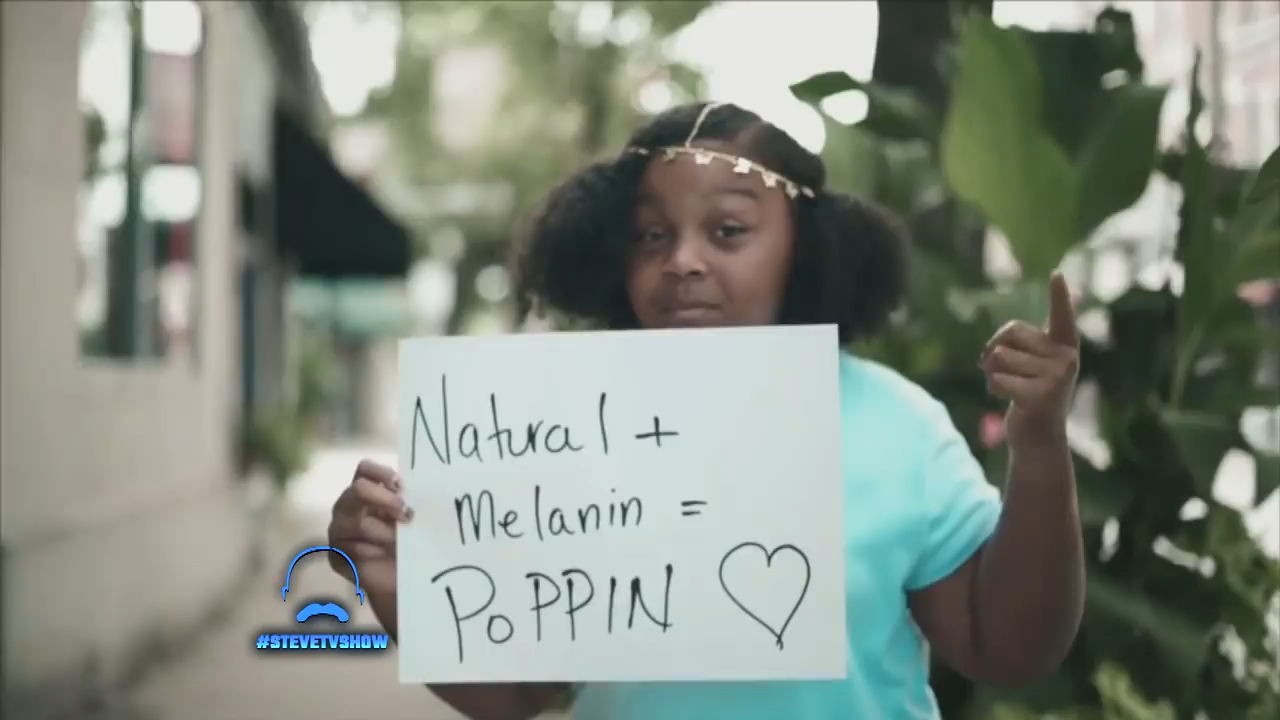 Natural +
Melanin =
POPPIN ♡
#STEVETVSHOW